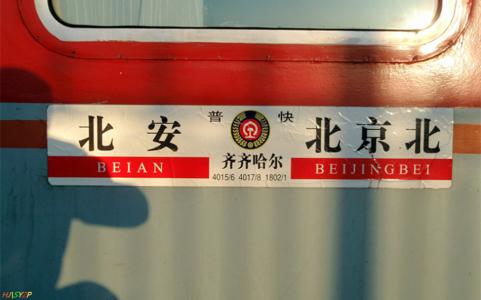 普 快
北安 北京北
BEIAN BEIJINGBEI
齐齐哈尔
4015/6 4017/8 1802/1
HASYSP